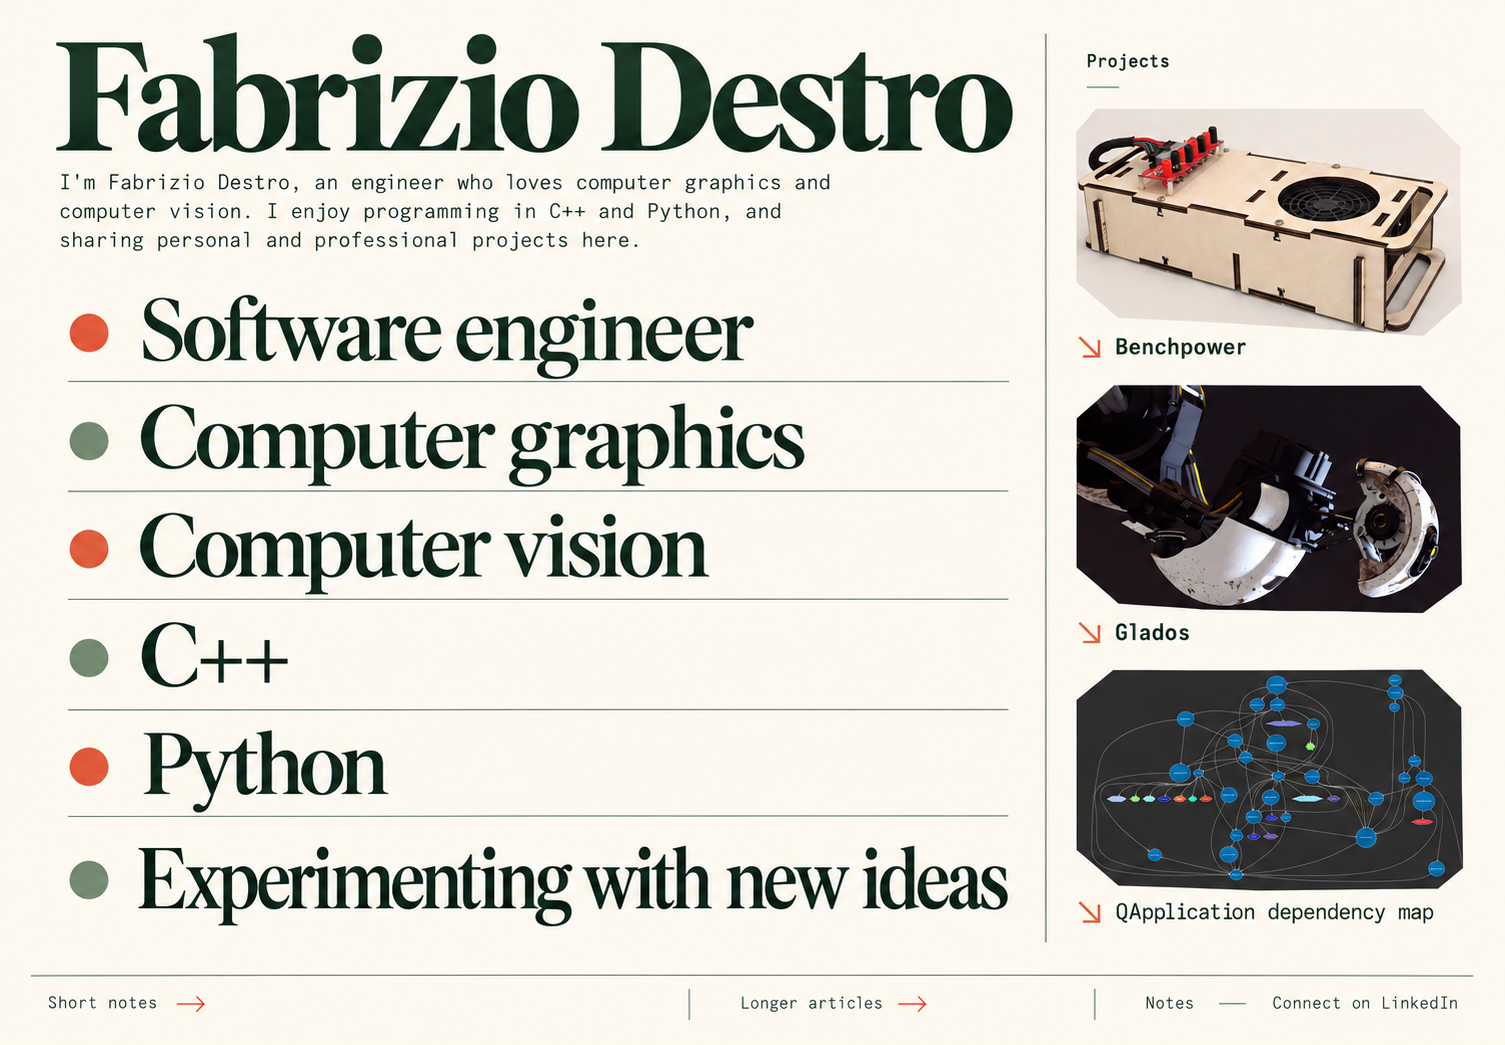 Fabrizio Destro
I'm Fabrizio Destro, an engineer who loves computer graphics and
computer vision. I enjoy programming in C++ and Python, and
sharing personal and professional projects here.
Software engineer
Computer graphics
Computer vision
C++
Python
Experimenting with new ideas
Projects
Benchpower
Glados
QApplication dependency map
Short notes
Longer articles
Notes — Connect on LinkedIn